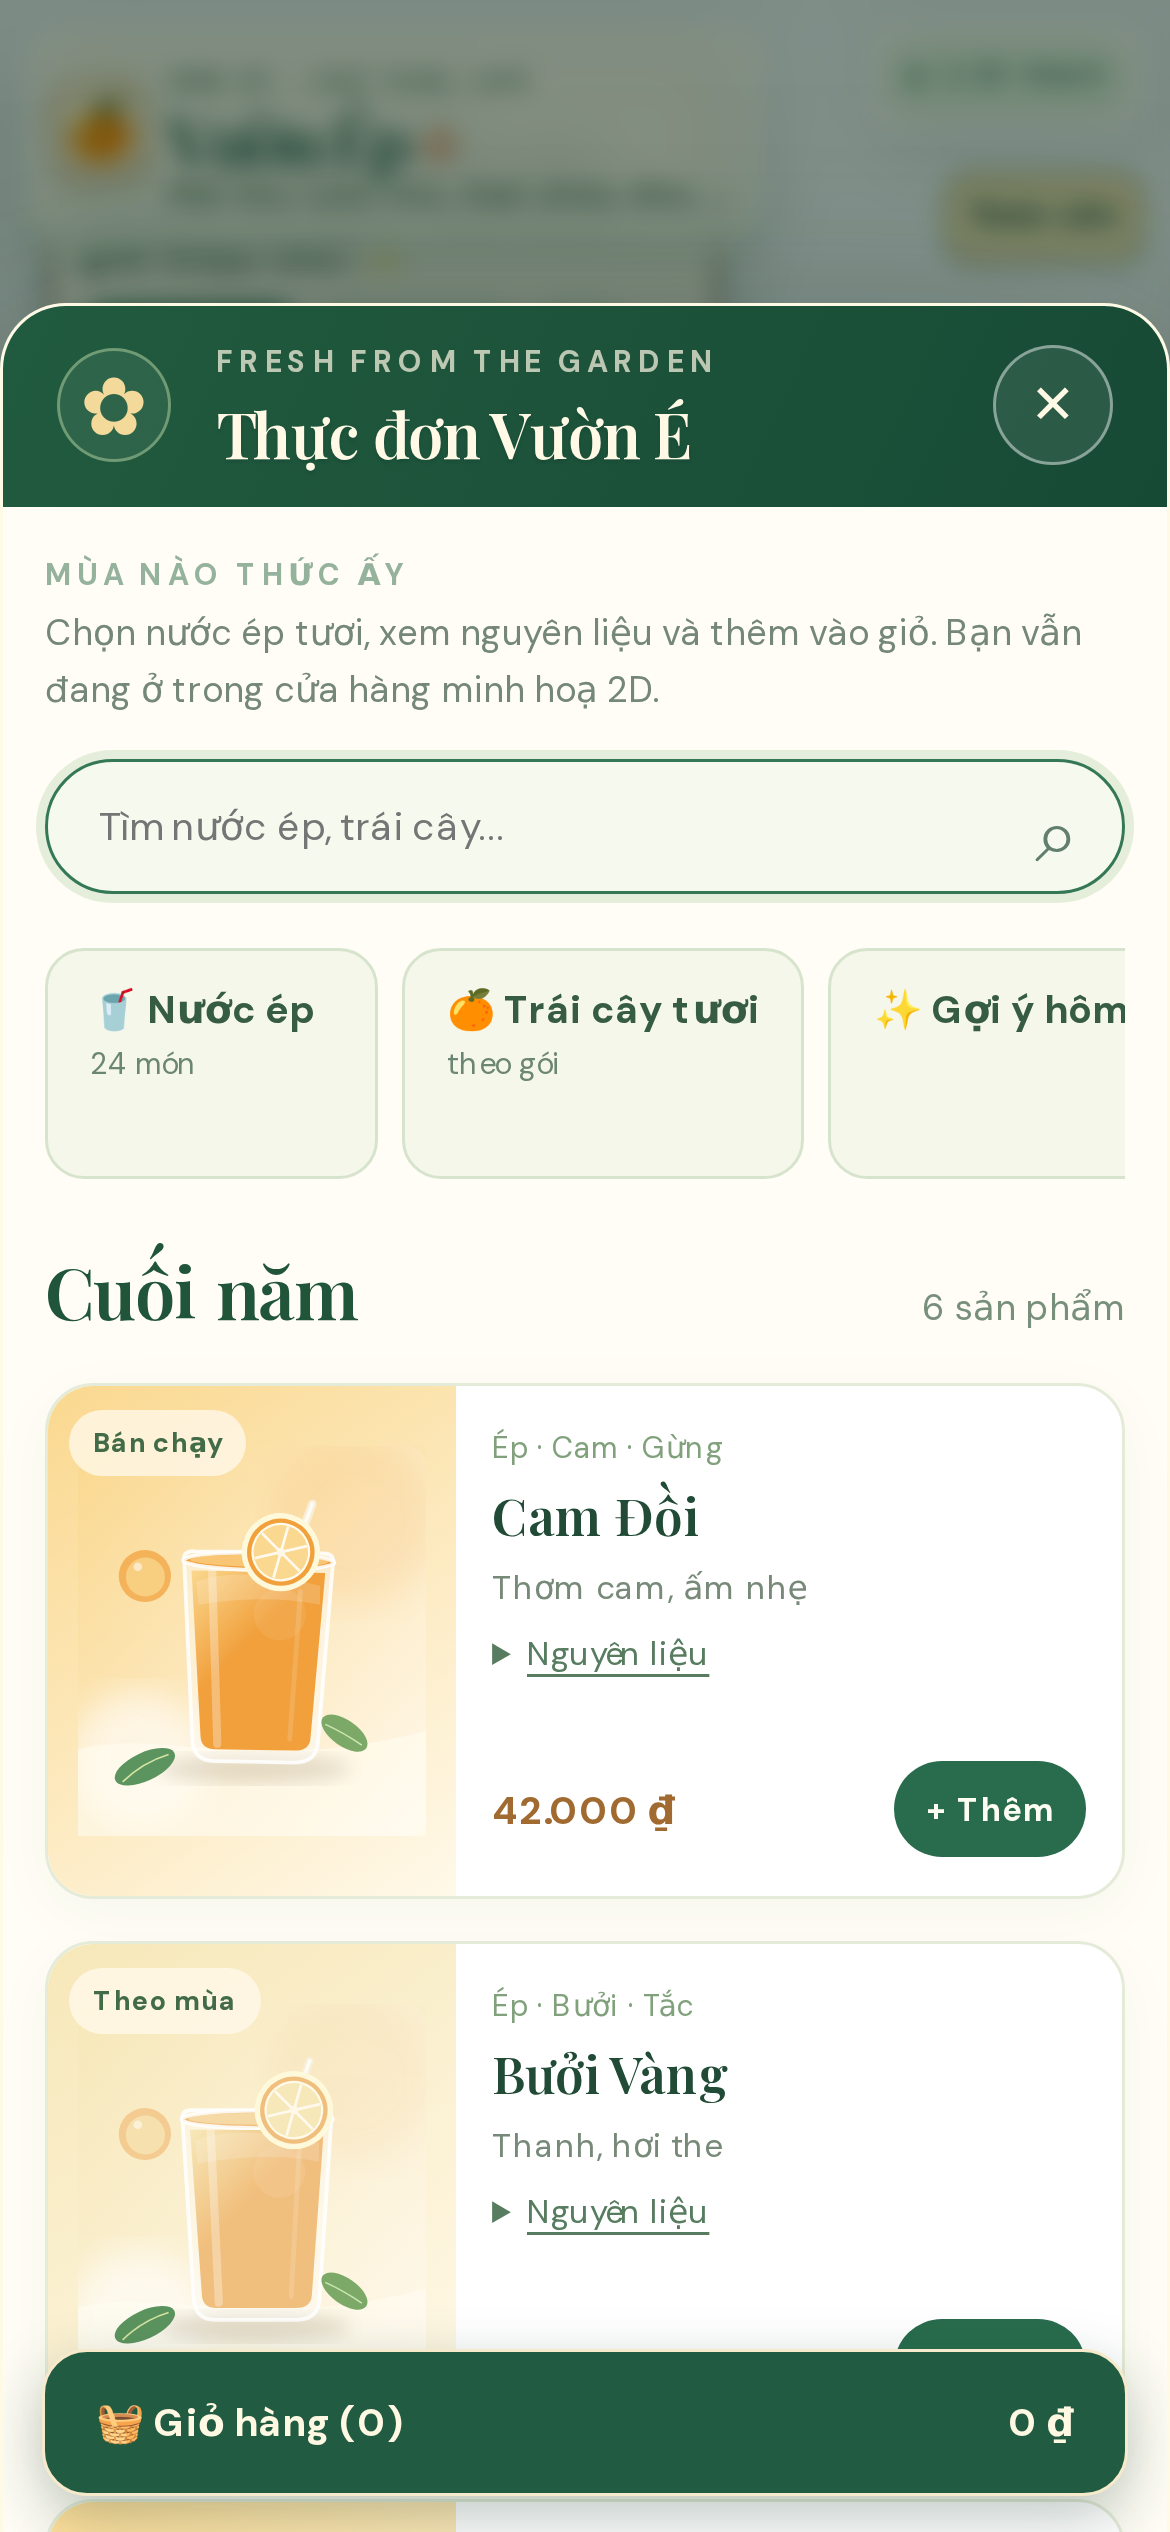 FRESH FROM THE GARDEN
Thực đơn Vườn É
MÙA NÀO THỨC ẤY
Chọn nước ép tươi, xem nguyên liệu và thêm vào giỏ. Bạn vẫn
đang ở trong cửa hàng minh hoạ 2D.
Tìm nước ép, trái cây...
🥤 Nước ép
24 món
🍊 Trái cây tươi
theo gói
✨ Gợi ý hôm
Cuối năm
6 sản phẩm
Bán chạy
Ép · Cam · Gừng
Cam Đồi
Thơm cam, ấm nhẹ
▶ Nguyên liệu
42.000 ₫
+ Thêm
Theo mùa
Ép · Bưởi · Tắc
Bưởi Vàng
Thanh, hơi the
▶ Nguyên liệu
🧺 Giỏ hàng (0)
0 ₫